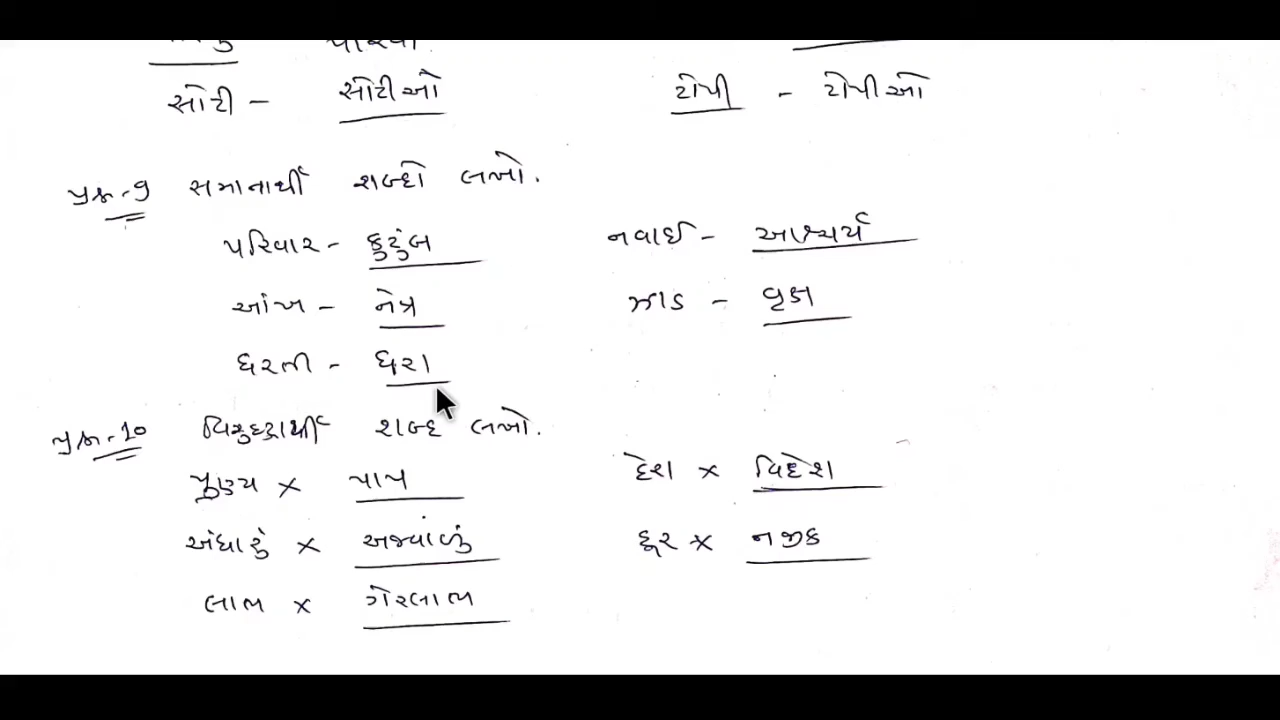 સોટી - સોટીઓ ટોપી - ટોપીઓ
પ્રશ્ન-9 સમાનાર્થી શબ્દો લખો.
પરિવાર - કુટુંબ નવાઈ - આશ્ચર્ય
આંખ - નેત્ર ઝાડ - વૃક્ષ
ધરતી - ધરા
પ્રશ્ન-10 વિરુદ્ધાર્થી શબ્દ લખો.
પુણ્ય × પાપ દેશ × વિદેશ
અંધારું × અજવાળું દૂર × નજીક
લાભ × ગેરલાભ